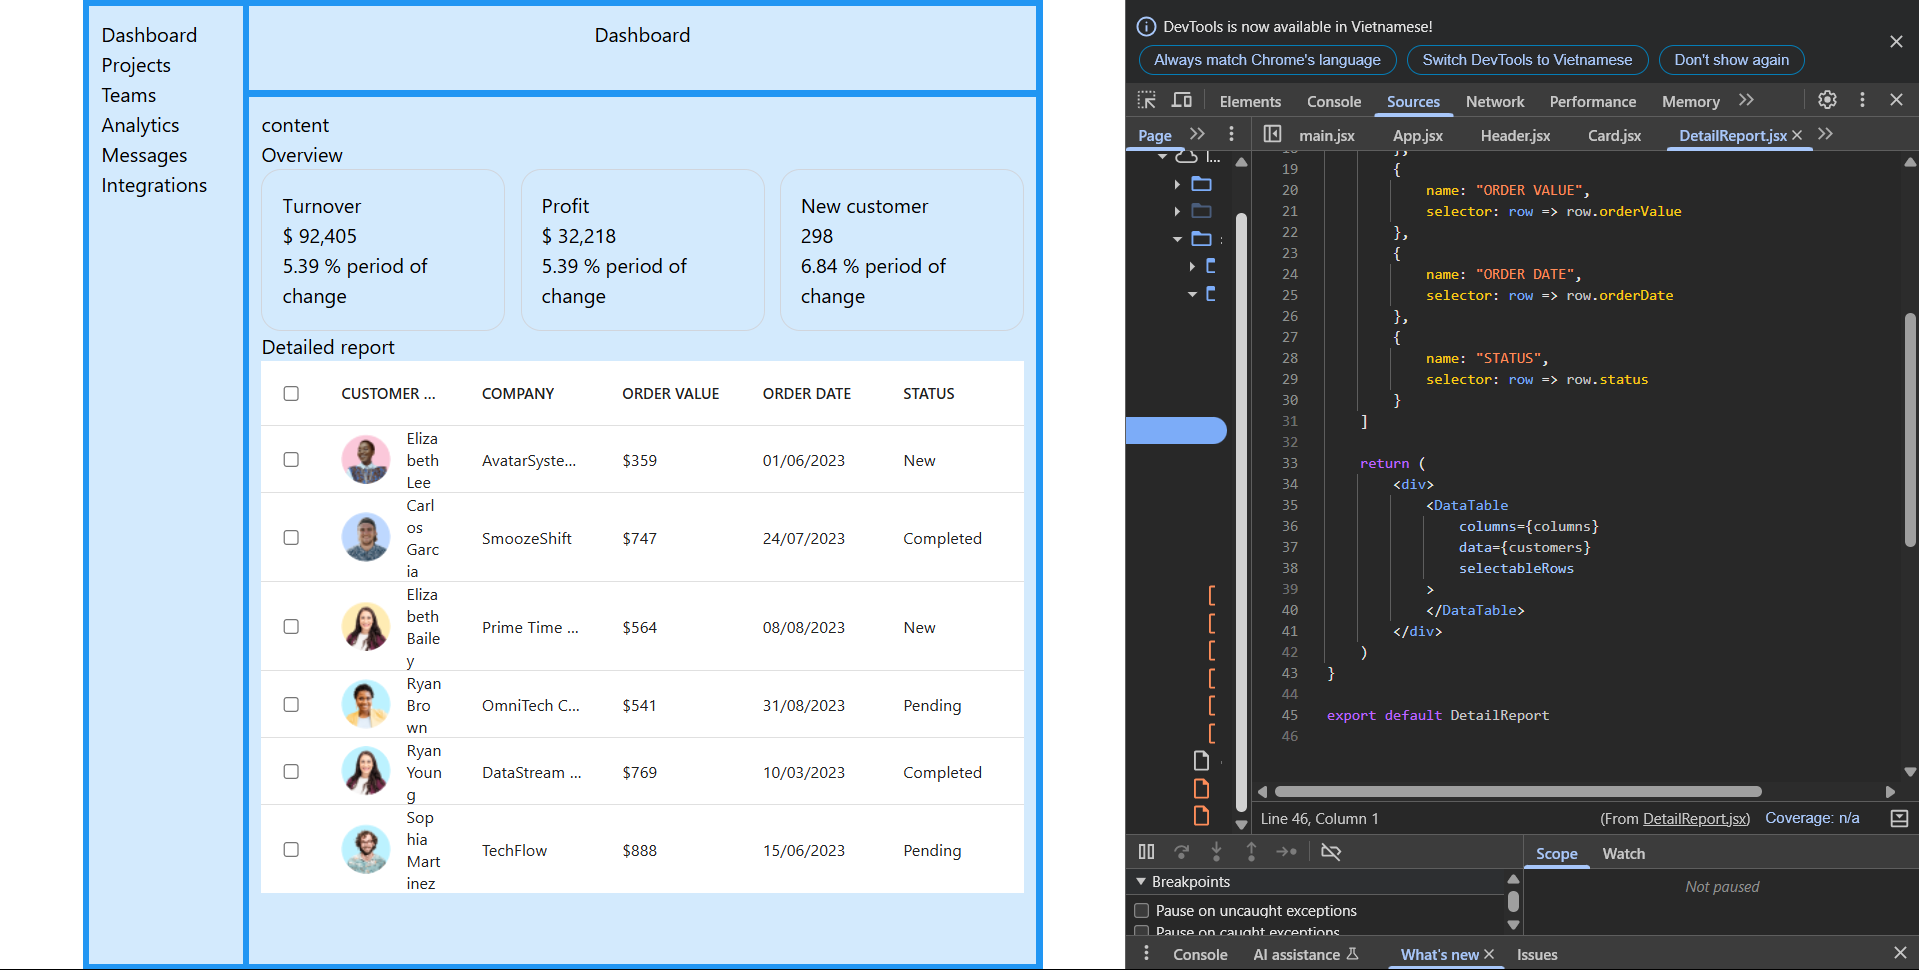 Dashboard
Projects
Teams
Analytics
Messages
Integrations
Dashboard
content
Overview
Turnover
$ 92,405
5.39 % period of
change
Profit
$ 32,218
5.39 % period of
change
New customer
298
6.84 % period of
change
Detailed report
CUSTOMER ... COMPANY ORDER VALUE ORDER DATE STATUS
Eliza
beth
Lee
AvatarSyste... $359 01/06/2023 New
Carl
os
Garc
ia
SmoozeShift $747 24/07/2023 Completed
Eliza
beth
Baile
y
Prime Time ... $564 08/08/2023 New
Ryan
Bro
wn
OmniTech C... $541 31/08/2023 Pending
Ryan
Youn
g
DataStream ... $769 10/03/2023 Completed
Sop
hia
Mart
inez
TechFlow $888 15/06/2023 Pending
DevTools is now available in Vietnamese!
Always match Chrome's language Switch DevTools to Vietnamese Don't show again
Elements Console Sources Network Performance Memory
Page main.jsx App.jsx Header.jsx Card.jsx DetailReport.jsx
19 {
20 name: "ORDER VALUE",
21 selector: row => row.orderValue
22 },
23 {
24 name: "ORDER DATE",
25 selector: row => row.orderDate
26 },
27 {
28 name: "STATUS",
29 selector: row => row.status
30 }
31 ]
32
33 return (
34 <div>
35 <DataTable
36 columns={columns}
37 data={customers}
38 selectableRows
39 >
40 </DataTable>
41 </div>
42 )
43 }
44
45 export default DetailReport
46
Line 46, Column 1 (From DetailReport.jsx) Coverage: n/a
Scope Watch
Breakpoints
Not paused
Pause on uncaught exceptions
Pause on caught exceptions
Console AI assistance What's new Issues